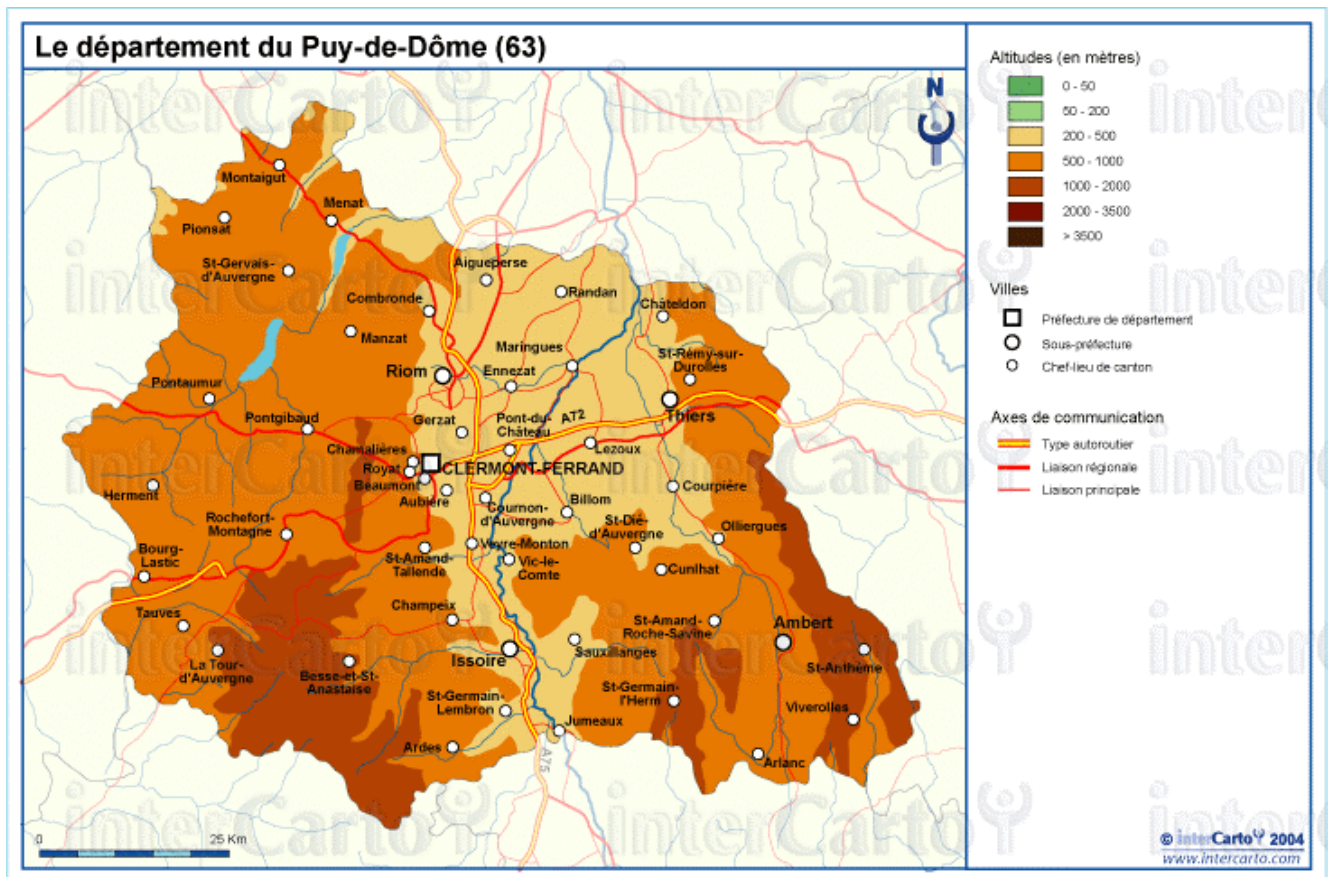 Le département du Puy-de-Dôme (63)
N
Montaigut
Menat
Pionsat
St-Gervais-
d'Auvergne
Aigueperse
Combronde
Randan
Châteldon
Manzat
Maringues
St-Rémy-sur-
Durolles
Riom
Ennezat
Pontaumur
Pontgibaud
Gerzat
Pont-du-
Château
A72
Thiers
Chamalières
Lezoux
Royat
CLERMONT-FERRAND
Beaumont
Herment
Aubière
Cournon-
d'Auvergne
Billom
Courpière
Rochefort-
Montagne
St-Dié-
d'Auvergne
Olliergues
Bourg-
Lastic
St-Amand-
Tallende
Veyre-Monton
Vic-le-
Comte
Cunlhat
Tauves
Champeix
St-Amand-
Roche-Savine
Ambert
La Tour-
d'Auvergne
Besse-et-St-
Anastaise
Issoire
Sauxillanges
St-Anthème
St-Germain-
Lembron
St-Germain-
l'Herm
Viverolles
Jumeaux
Ardes
Arlanc
A75
0 25 Km
Altitudes (en mètres)
0 - 50
50 - 200
200 - 500
500 - 1000
1000 - 2000
2000 - 3500
> 3500
Villes
Préfecture de département
Sous-préfecture
Chef-lieu de canton
Axes de communication
Type autoroutier
Liaison régionale
Liaison principale
© interCarto 2004
www.intercarto.com
interCarto